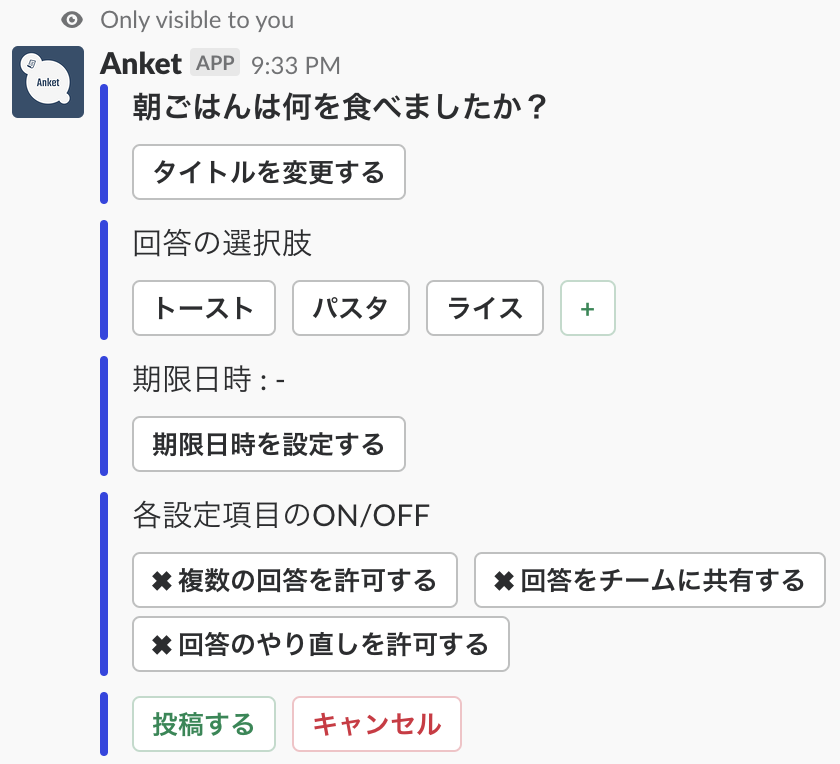 Only visible to you
Anket
Anket APP 9:33 PM
朝ごはんは何を食べましたか？
タイトルを変更する
回答の選択肢
トースト パスタ ライス +
期限日時 : -
期限日時を設定する
各設定項目のON/OFF
✖ 複数の回答を許可する ✖ 回答をチームに共有する
✖ 回答のやり直しを許可する
投稿する キャンセル